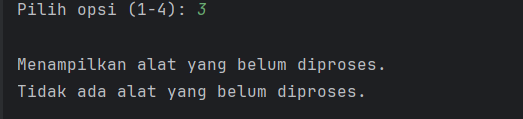 Pilih opsi (1-4): 3
Menampilkan alat yang belum diproses.
Tidak ada alat yang belum diproses.